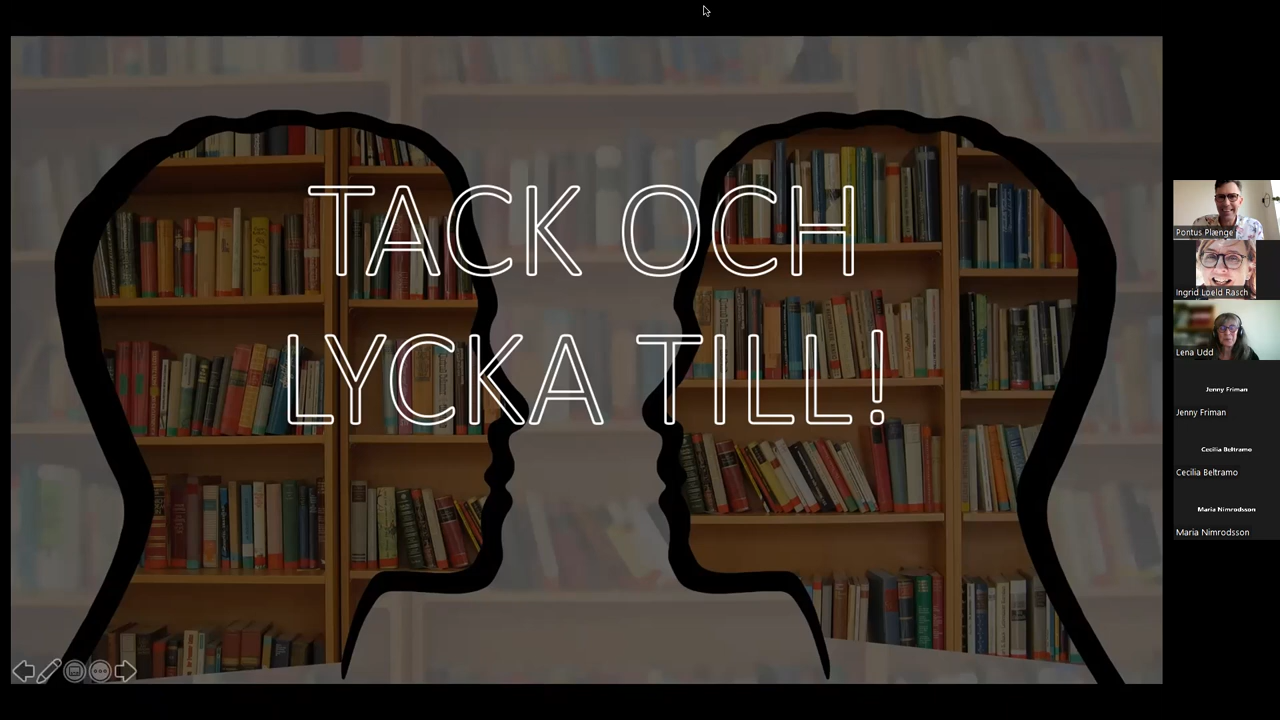 TACK OCH
LYCKA TILL!
Pontus Plænge
Ingrid Loeld Rasch
Lena Udd
Jenny Friman
Jenny Friman
Cecilia Beltramo
Cecilia Beltramo
Maria Nimrodsson
Maria Nimrodsson